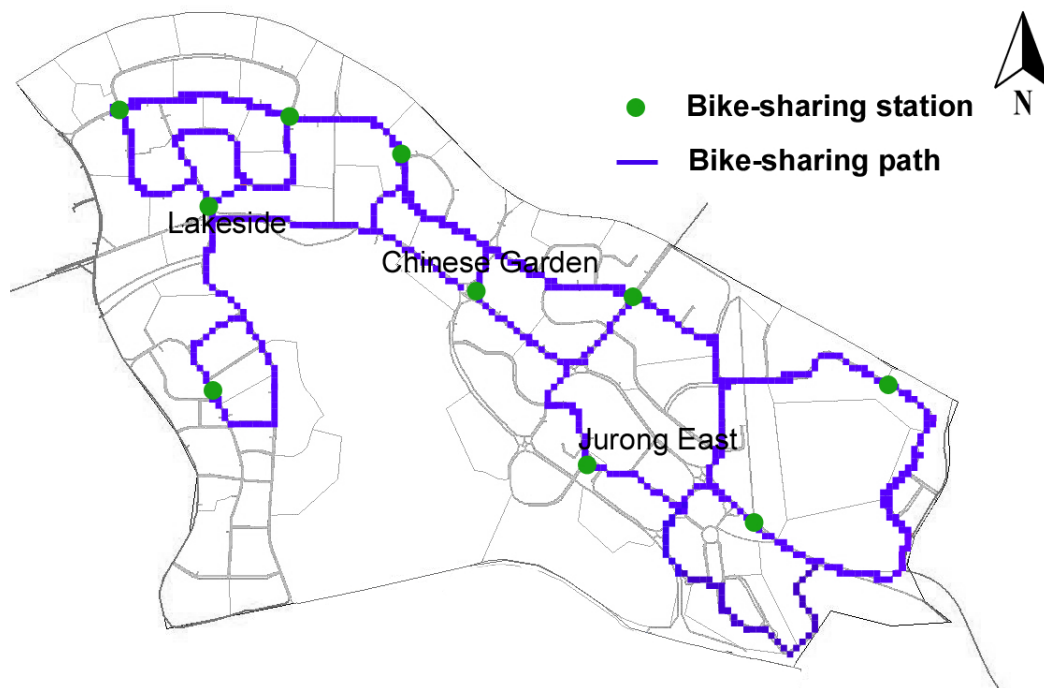 N
Bike-sharing station
Bike-sharing path
Lakeside
Chinese Garden
Jurong East